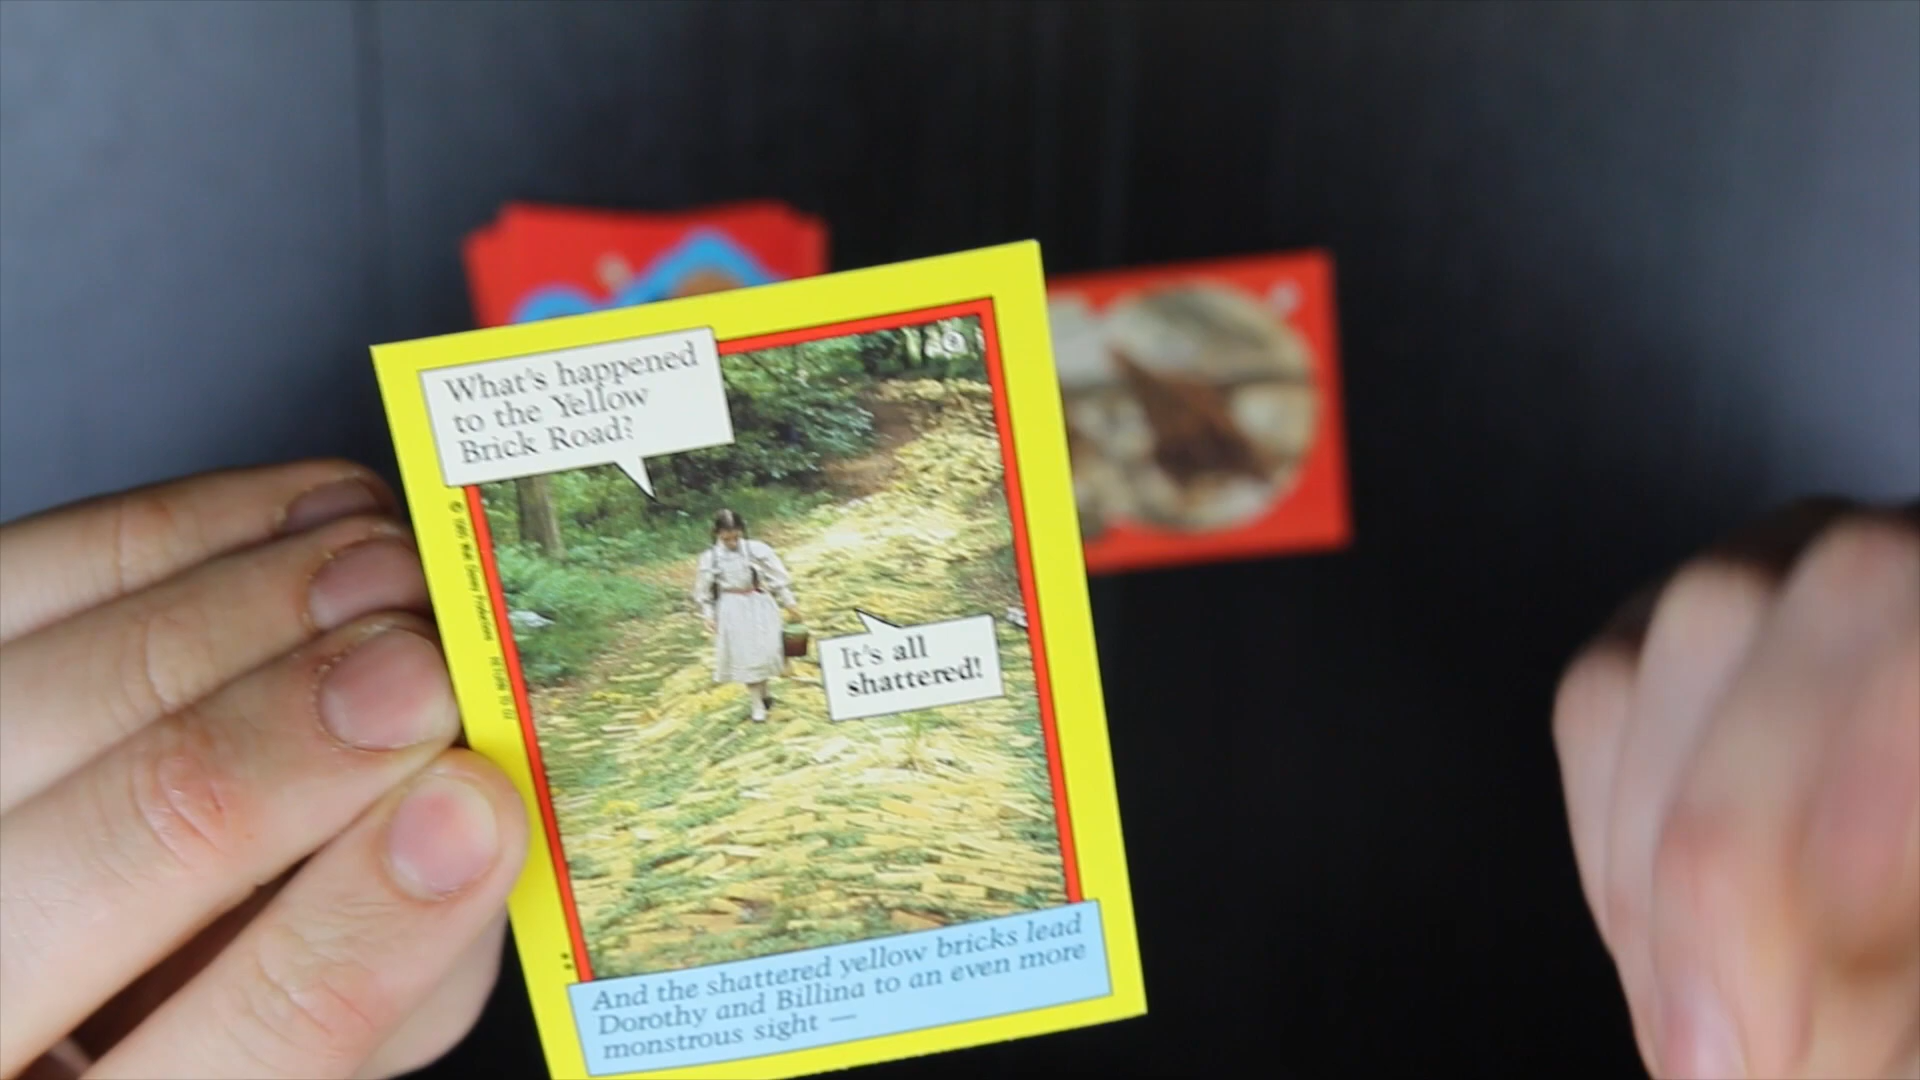 What's happened
to the Yellow
Brick Road?
It's all
shattered!
And the shattered yellow bricks lead
Dorothy and Billina to an even more
monstrous sight —